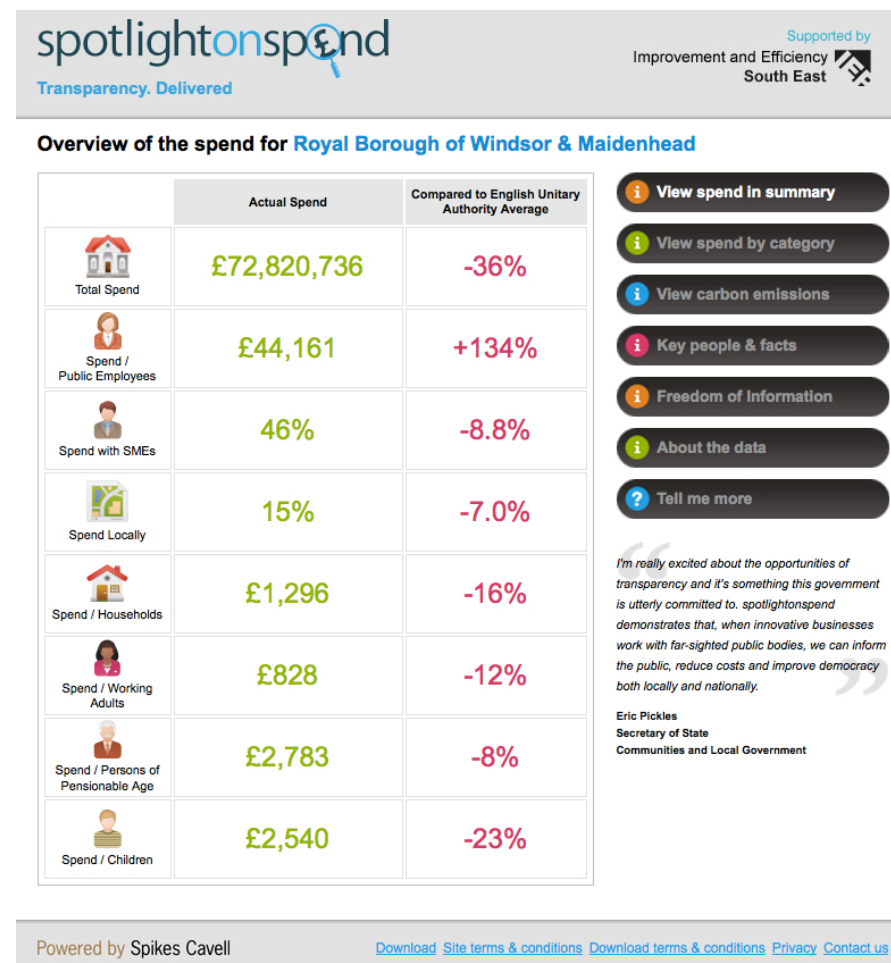 spotlightonsp£nd
Transparency. Delivered
Supported by
Improvement and Efficiency
South East
Overview of the spend for Royal Borough of Windsor & Maidenhead
Actual Spend
Compared to English Unitary
Authority Average
Total Spend
£72,820,736
-36%
Spend /
Public Employees
£44,161
+134%
Spend with SMEs
46%
-8.8%
Spend Locally
15%
-7.0%
Spend / Households
£1,296
-16%
Spend / Working
Adults
£828
-12%
Spend / Persons of
Pensionable Age
£2,783
-8%
Spend / Children
£2,540
-23%
View spend in summary
View spend by category
View carbon emissions
Key people & facts
Freedom of Information
About the data
Tell me more
I'm really excited about the opportunities of
transparency and it's something this government
is utterly committed to. spotlightonspend
demonstrates that, when innovative businesses
work with far-sighted public bodies, we can inform
the public, reduce costs and improve democracy
both locally and nationally.
Eric Pickles
Secretary of State
Communities and Local Government
Powered by Spikes Cavell
Download Site terms & conditions Download terms & conditions Privacy Contact us